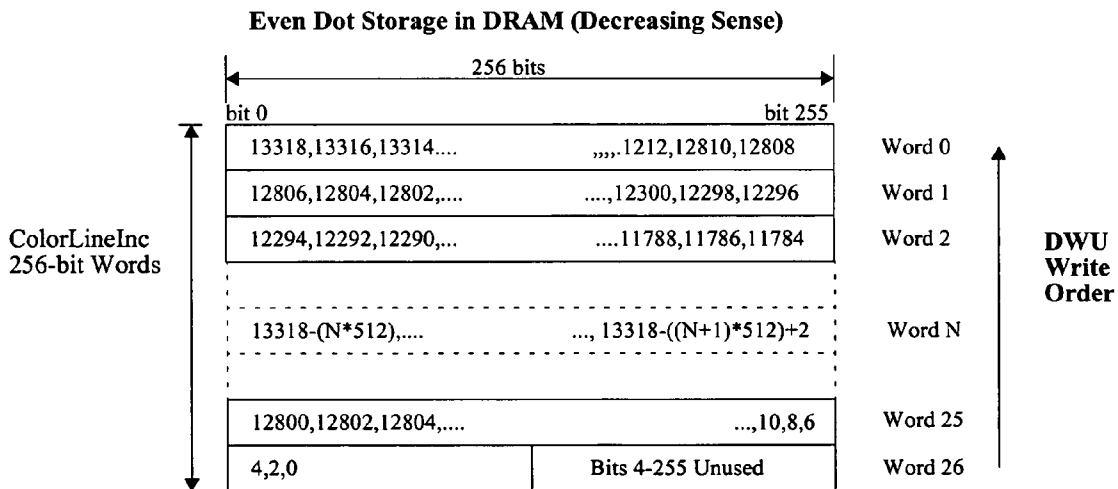 Even Dot Storage in DRAM (Decreasing Sense)
256 bits
bit 0 bit 255
13318,13316,13314.... ,,,,.1212,12810,12808 Word 0
12806,12804,12802,.... ....,12300,12298,12296 Word 1
12294,12292,12290,... ....11788,11786,11784 Word 2
ColorLineInc
256-bit Words
DWU
Write
Order
13318-(N*512),.... ..., 13318-((N+1)*512)+2 Word N
12800,12802,12804,.... ...,10,8,6 Word 25
4,2,0 Bits 4-255 Unused Word 26